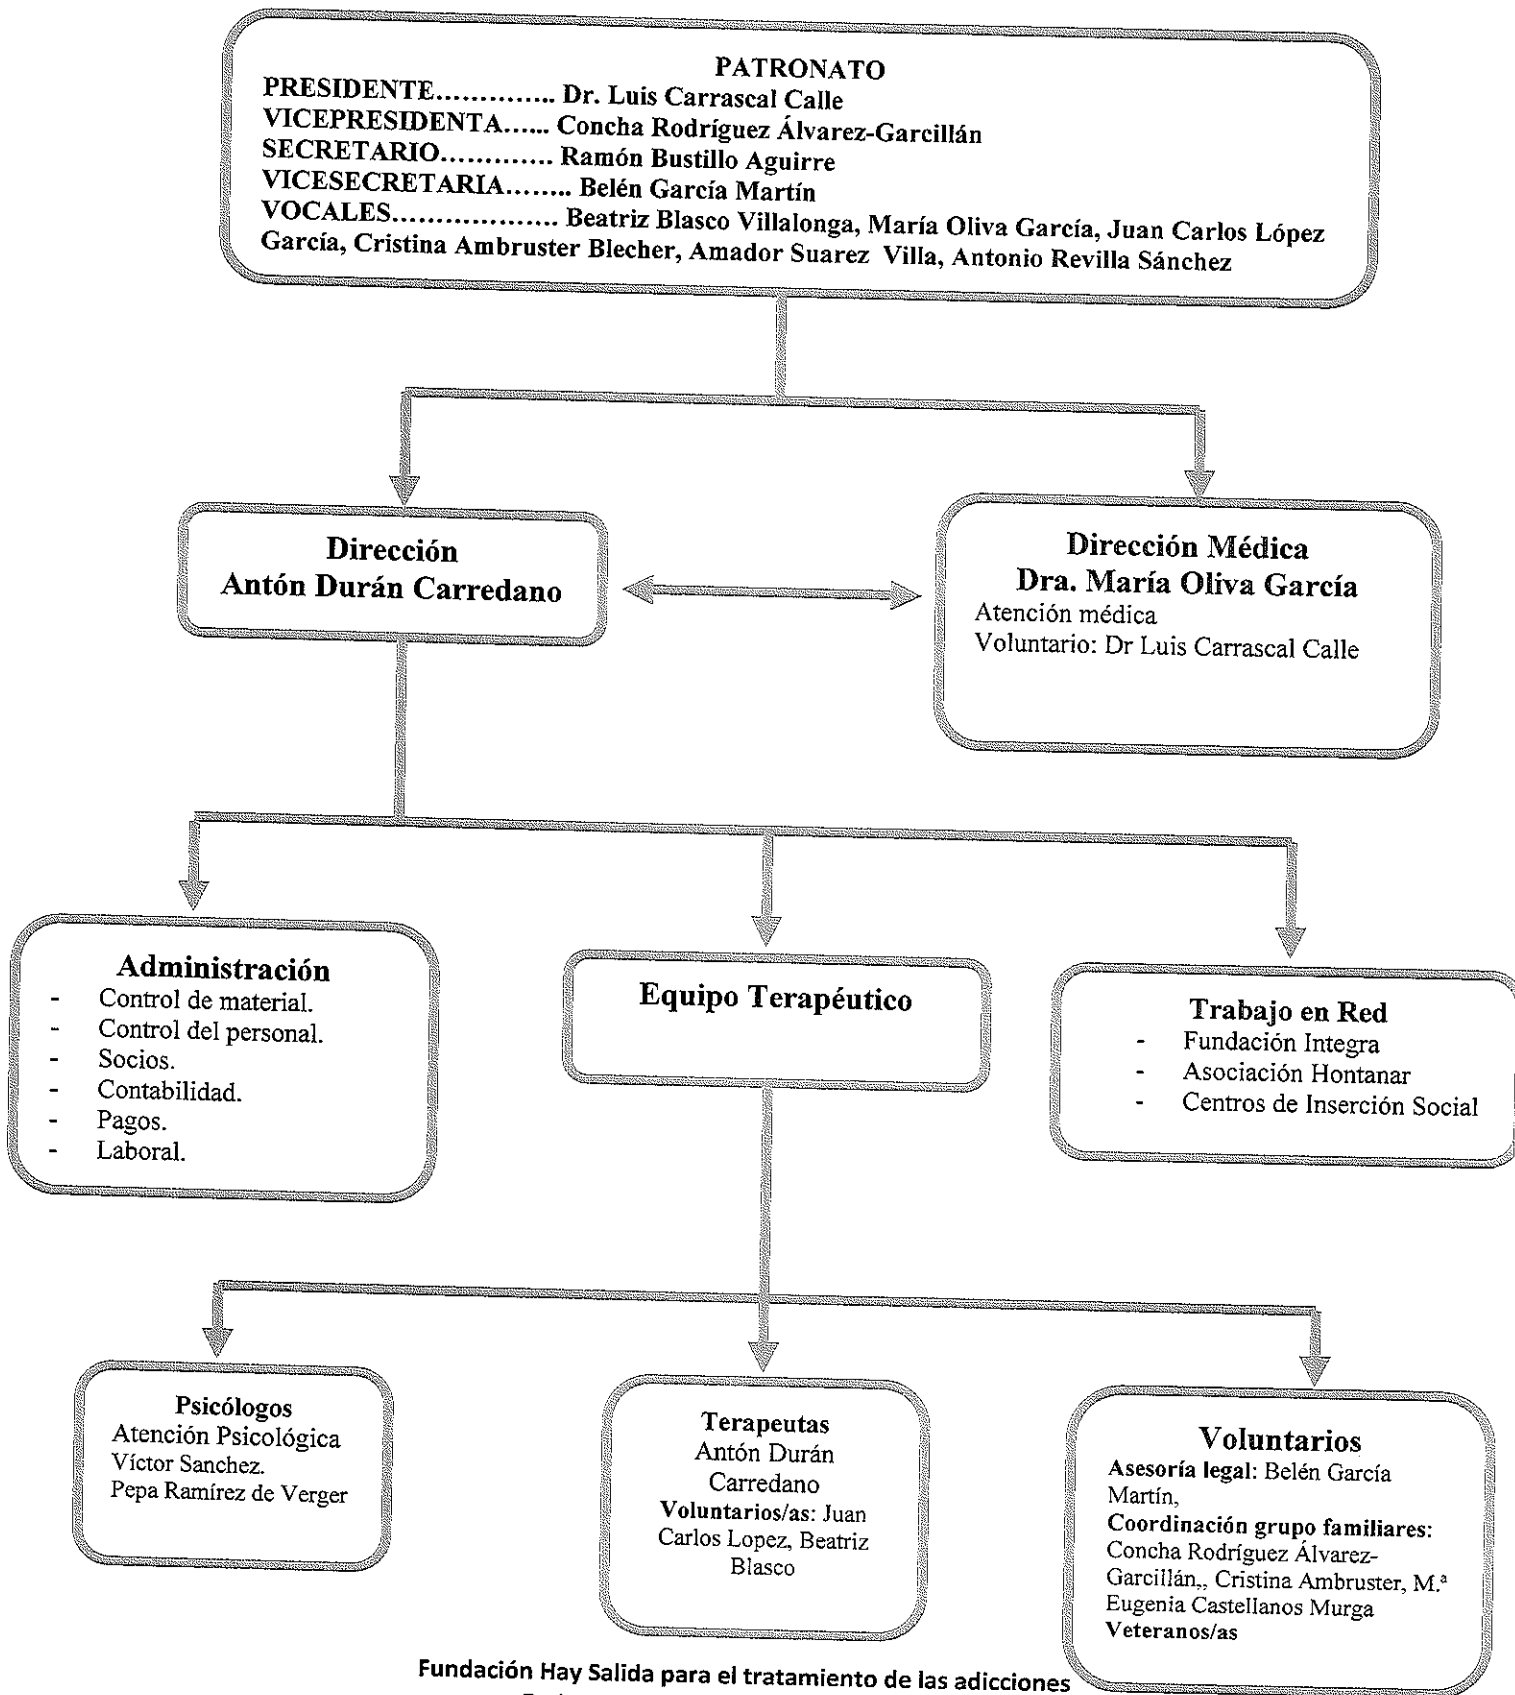 PATRONATO
PRESIDENTE.............. Dr. Luis Carrascal Calle
VICEPRESIDENTA...... Concha Rodríguez Álvarez-Garcillán
SECRETARIO............. Ramón Bustillo Aguirre
VICESECRETARIA........ Belén García Martín
VOCALES................... Beatriz Blasco Villalonga, María Oliva García, Juan Carlos López
García, Cristina Ambruster Blecher, Amador Suarez Villa, Antonio Revilla Sánchez
Dirección
Antón Durán Carredano
Dirección Médica
Dra. María Oliva García
Atención médica
Voluntario: Dr Luis Carrascal Calle
Administración
- Control de material.
- Control del personal.
- Socios.
- Contabilidad.
- Pagos.
- Laboral.
Equipo Terapéutico
Trabajo en Red
- Fundación Integra
- Asociación Hontanar
- Centros de Inserción Social
Psicólogos
Atención Psicológica
Víctor Sanchez.
Pepa Ramírez de Verger
Terapeutas
Antón Durán
Carredano
Voluntarios/as: Juan
Carlos Lopez, Beatriz
Blasco
Voluntarios
Asesoría legal: Belén García
Martín,
Coordinación grupo familiares:
Concha Rodríguez Álvarez-
Garcillán,, Cristina Ambruster, M.ª
Eugenia Castellanos Murga
Veteranos/as
Fundación Hay Salida para el tratamiento de las adicciones